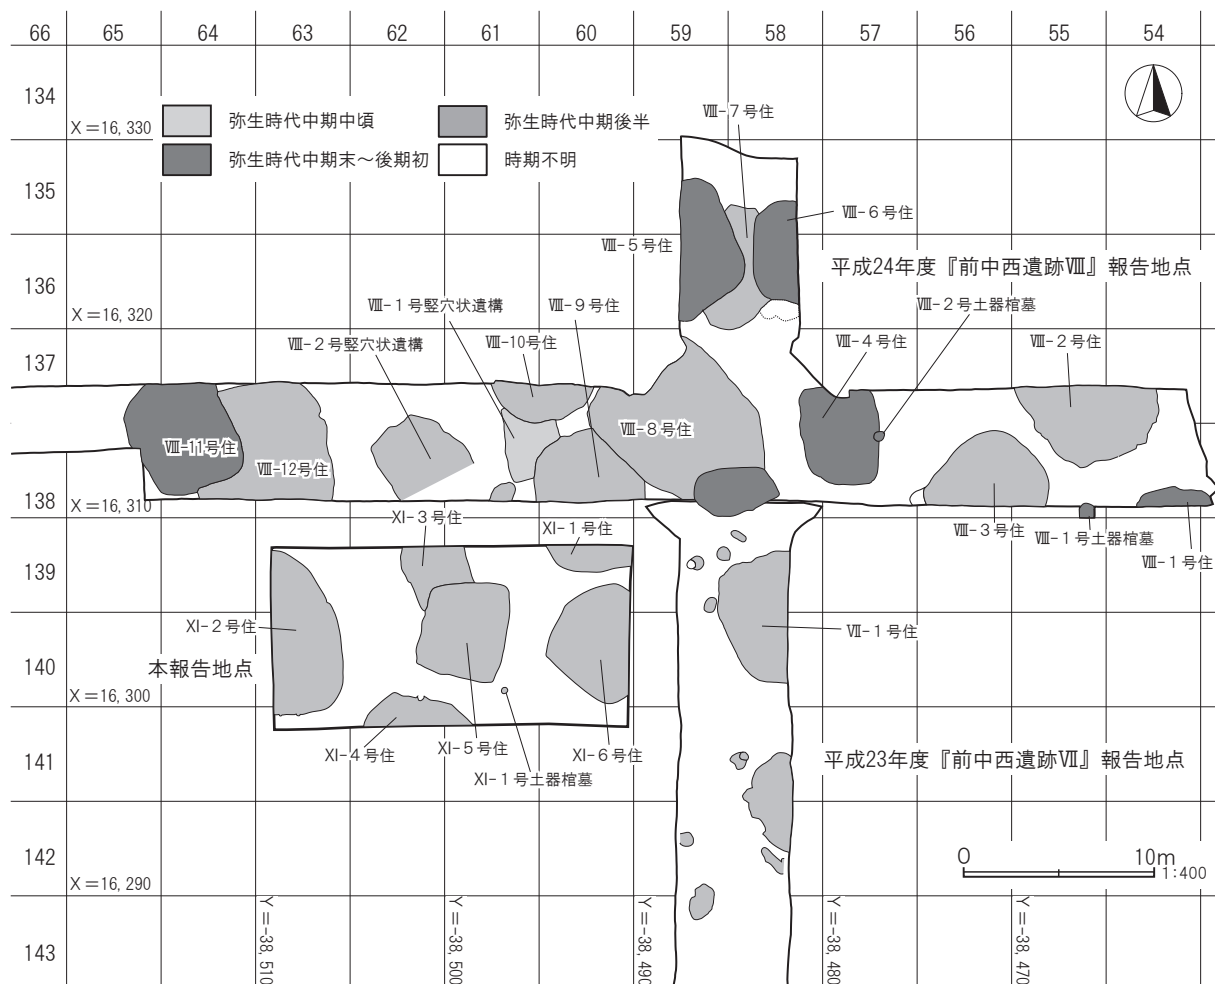 66 65 64 63 62 61 60 59 58 57 56 55 54
134
X＝16,330
弥生時代中期中頃
弥生時代中期後半
弥生時代中期末～後期初
時期不明
Ⅷ-７号住
135
Ⅷ-６号住
Ⅷ-５号住
平成24年度『前中西遺跡Ⅷ』報告地点
136
X＝16,320
Ⅷ-１号竪穴状遺構
Ⅷ-９号住
Ⅷ-２号土器棺墓
Ⅷ-２号竪穴状遺構
Ⅷ-10号住
Ⅷ-４号住
Ⅷ-２号住
137
Ⅷ-８号住
Ⅷ-11号住
Ⅷ-12号住
138
X＝16,310
Ⅺ-３号住
Ⅺ-１号住
Ⅷ-３号住
Ⅷ-１号土器棺墓
Ⅷ-１号住
139
Ⅺ-２号住
Ⅶ-１号住
140
本報告地点
X＝16,300
Ⅺ-４号住
Ⅺ-５号住
Ⅺ-６号住
Ⅺ-１号土器棺墓
141
平成23年度『前中西遺跡Ⅶ』報告地点
142
0 10m
1:400
X＝16,290
143
Y＝-38,510
Y＝-38,500
Y＝-38,490
Y＝-38,480
Y＝-38,470